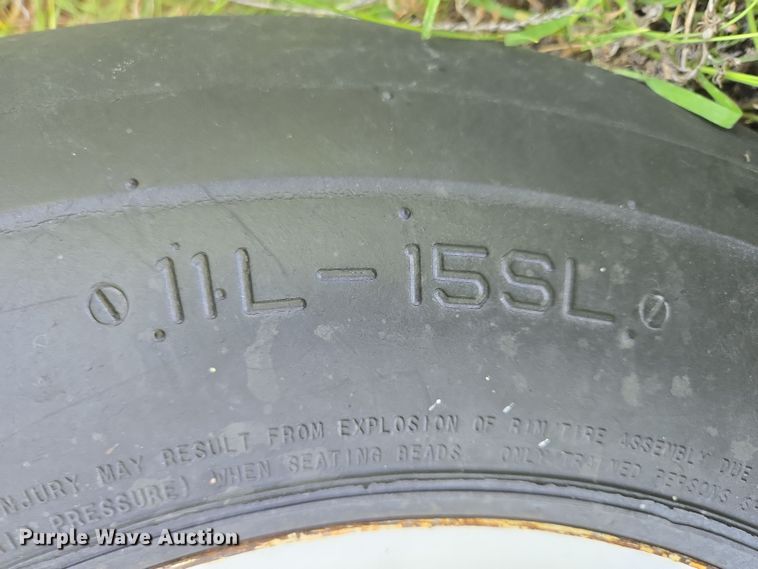 11L-15SL
NJURY MAY RESULT FROM EXPLOSION OF RIM/TIRE ASSEMBLY DUE
PRESSURE) WHEN SEATING BEADS. ONLY TRAINED PERSONS
Purple Wave Auction